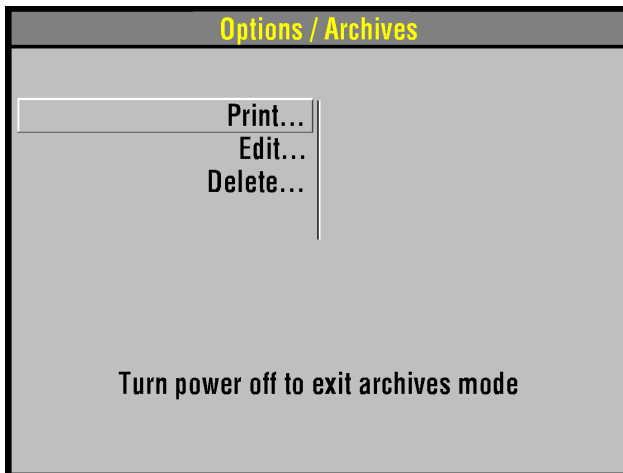 Options / Archives
Print...
Edit...
Delete...
Turn power off to exit archives mode